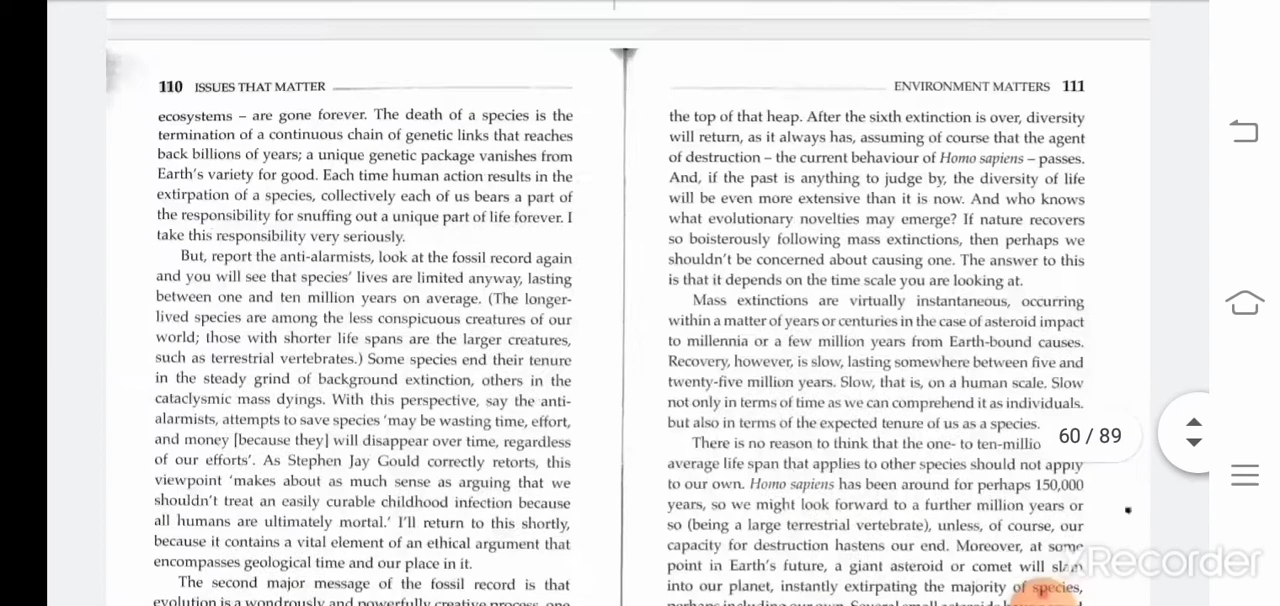 110 ISSUES THAT MATTER
ecosystems – are gone forever. The death of a species is the
termination of a continuous chain of genetic links that reaches
back billions of years; a unique genetic package vanishes from
Earth's variety for good. Each time human action results in the
extirpation of a species, collectively each of us bears a part of
the responsibility for snuffing out a unique part of life forever. I
take this responsibility very seriously.
But, report the anti-alarmists, look at the fossil record again
and you will see that species' lives are limited anyway, lasting
between one and ten million years on average. (The longer-
lived species are among the less conspicuous creatures of our
world; those with shorter life spans are the larger creatures,
such as terrestrial vertebrates.) Some species end their tenure
in the steady grind of background extinction, others in the
cataclysmic mass dyings. With this perspective, say the anti-
alarmists, attempts to save species 'may be wasting time, effort,
and money [because they] will disappear over time, regardless
of our efforts'. As Stephen Jay Gould correctly retorts, this
viewpoint 'makes about as much sense as arguing that we
shouldn't treat an easily curable childhood infection because
all humans are ultimately mortal.' I'll return to this shortly,
because it contains a vital element of an ethical argument that
encompasses geological time and our place in it.
The second major message of the fossil record is that
evolution is a wondrously and powerfully creative process, one
ENVIRONMENT MATTERS 111
the top of that heap. After the sixth extinction is over, diversity
will return, as it always has, assuming of course that the agent
of destruction – the current behaviour of Homo sapiens – passes.
And, if the past is anything to judge by, the diversity of life
will be even more extensive than it is now. And who knows
what evolutionary novelties may emerge? If nature recovers
so boisterously following mass extinctions, then perhaps we
shouldn't be concerned about causing one. The answer to this
is that it depends on the time scale you are looking at.
Mass extinctions are virtually instantaneous, occurring
within a matter of years or centuries in the case of asteroid impact
to millennia or a few million years from Earth-bound causes.
Recovery, however, is slow, lasting somewhere between five and
twenty-five million years. Slow, that is, on a human scale. Slow
not only in terms of time as we can comprehend it as individuals.
but also in terms of the expected tenure of us as a species.
There is no reason to think that the one- to ten-millio
average life span that applies to other species should not apply
to our own. Homo sapiens has been around for perhaps 150,000
years, so we might look forward to a further million years or
so (being a large terrestrial vertebrate), unless, of course, our
capacity for destruction hastens our end. Moreover, at some
point in Earth's future, a giant asteroid or comet will slam
into our planet, instantly extirpating the majority of species,
60 / 89
XRecorder